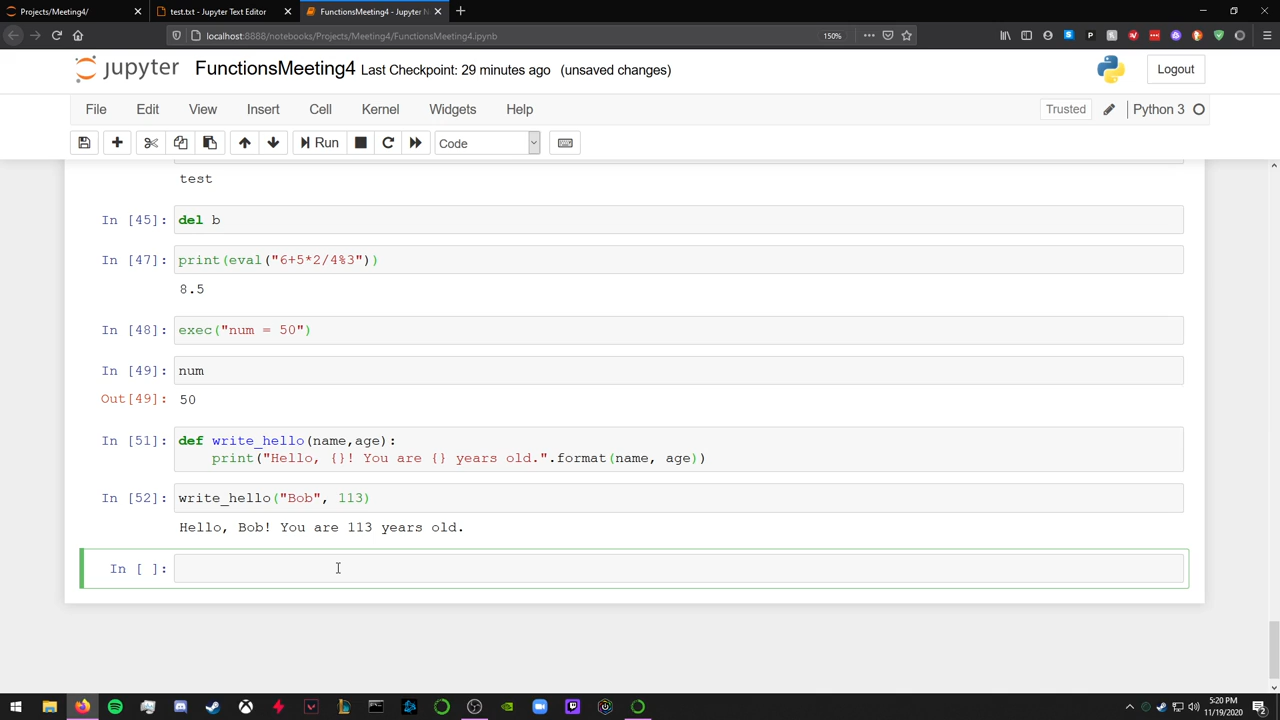 Projects/Meeting4/
test.txt - Jupyter Text Editor
FunctionsMeeting4 - Jupyter N
localhost:8888/notebooks/Projects/Meeting4/FunctionsMeeting4.ipynb
150%
jupyter FunctionsMeeting4 Last Checkpoint: 29 minutes ago (unsaved changes)
Logout
File Edit View Insert Cell Kernel Widgets Help
Trusted
Python 3
Run
Code
test
In [45]: del b
In [47]: print(eval("6+5*2/4%3"))
8.5
In [48]: exec("num = 50")
In [49]: num
Out[49]: 50
In [51]: def write_hello(name,age):
print("Hello, {}! You are {} years old.".format(name, age))
In [52]: write_hello("Bob", 113)
Hello, Bob! You are 113 years old.
In [ ]:
5:20 PM
11/19/2020
2